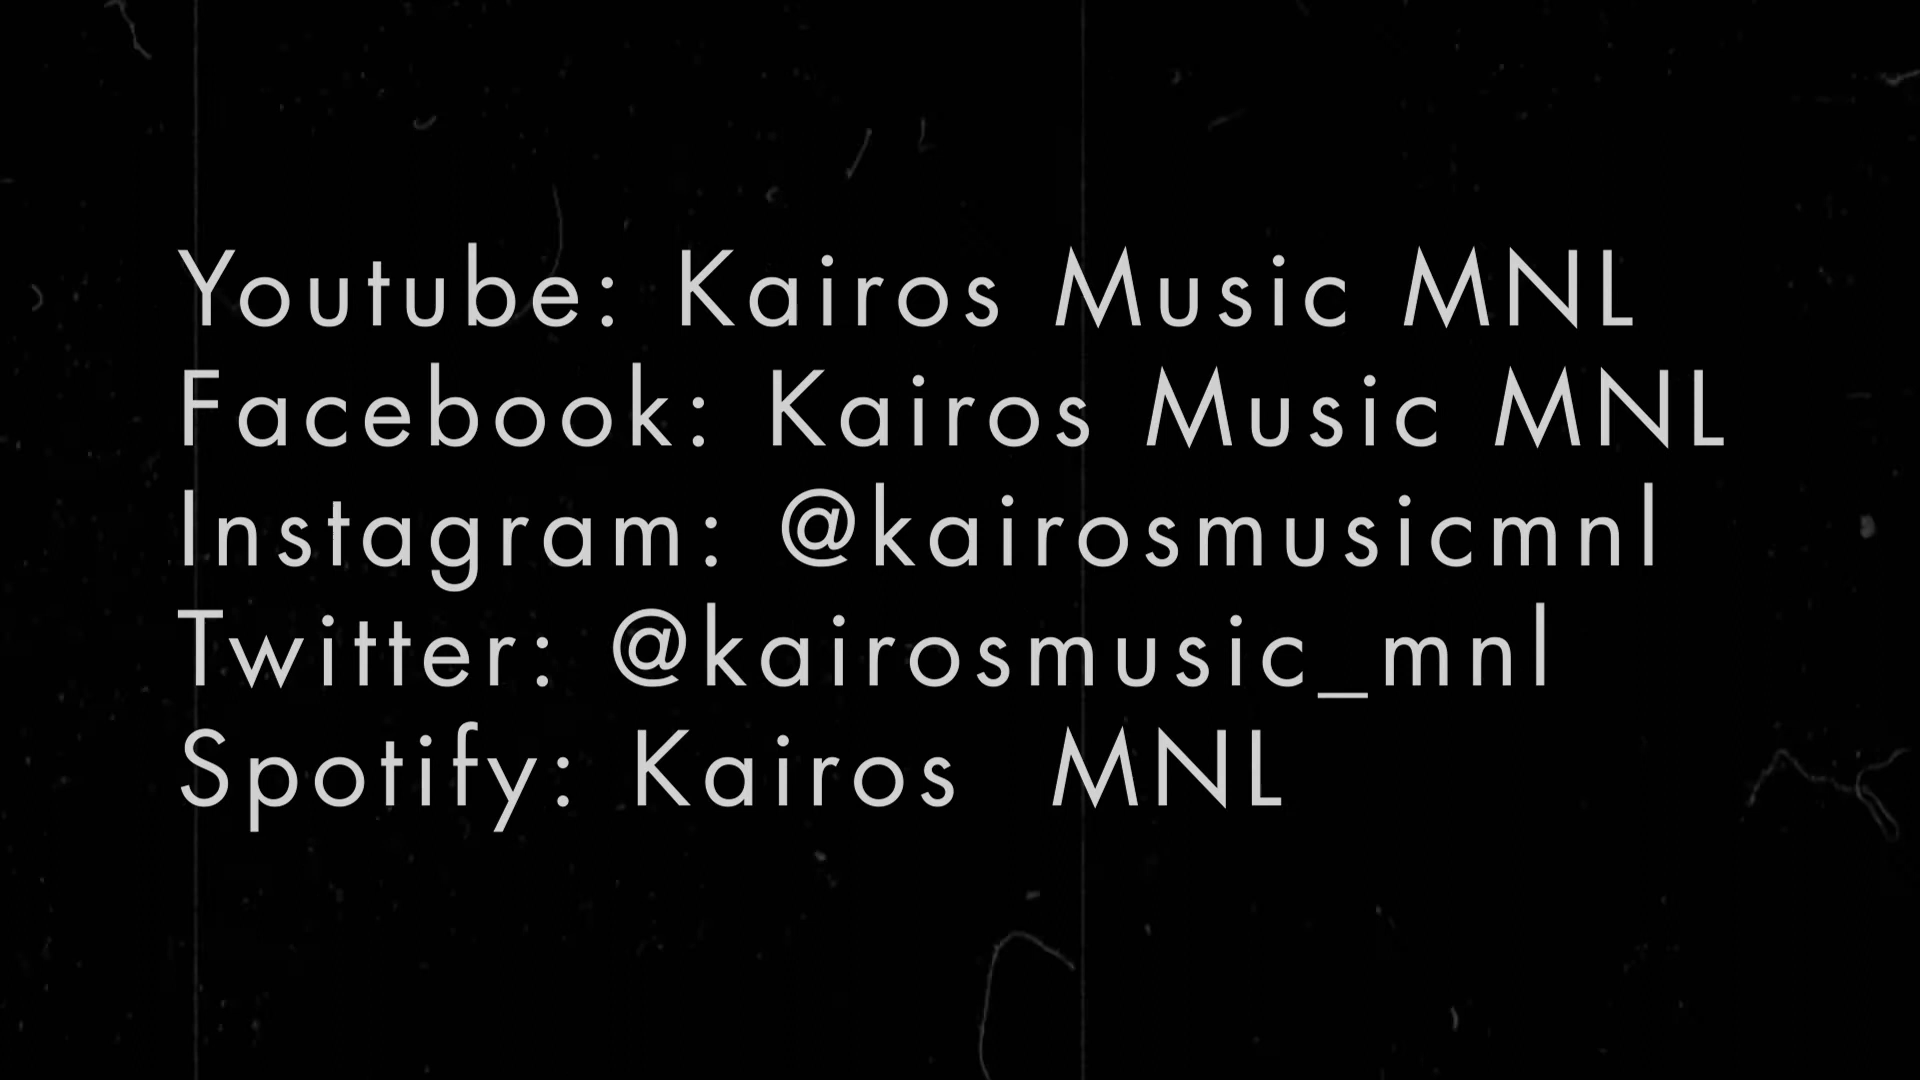 Youtube: Kairos Music MNL
Facebook: Kairos Music MNL
Instagram: @kairosmusicmnl
Twitter: @kairosmusic_mnl
Spotify: Kairos  MNL